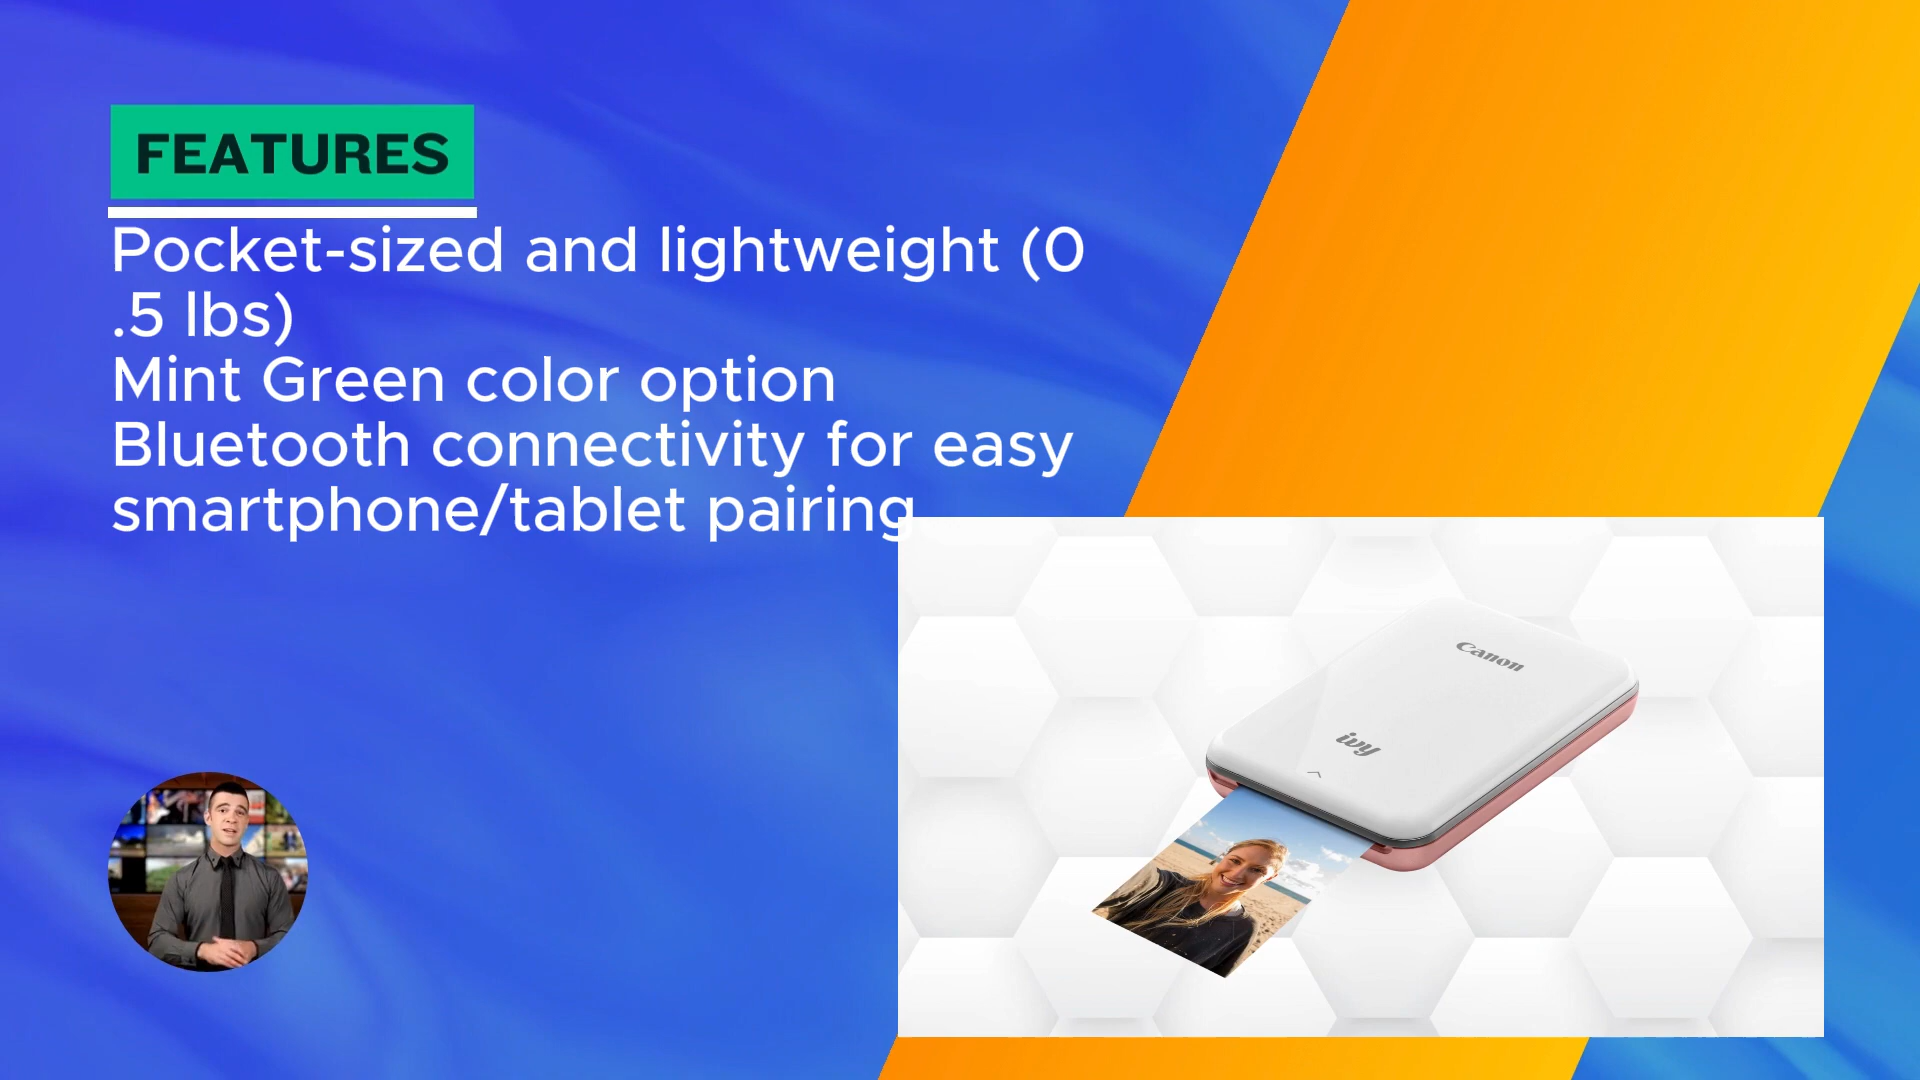 FEATURES
Pocket-sized and lightweight (0
.5 lbs)
Mint Green color option
Bluetooth connectivity for easy
smartphone/tablet pairing
Canon
ivy